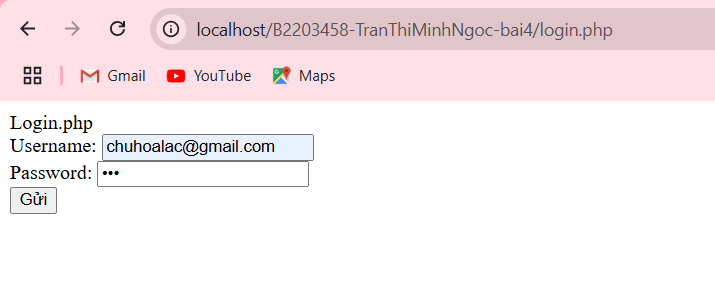 localhost/B2203458-TranThiMinhNgoc-bai4/login.php
Gmail YouTube Maps
Login.php
Username: chuhoalac@gmail.com
Password: •••
Gửi